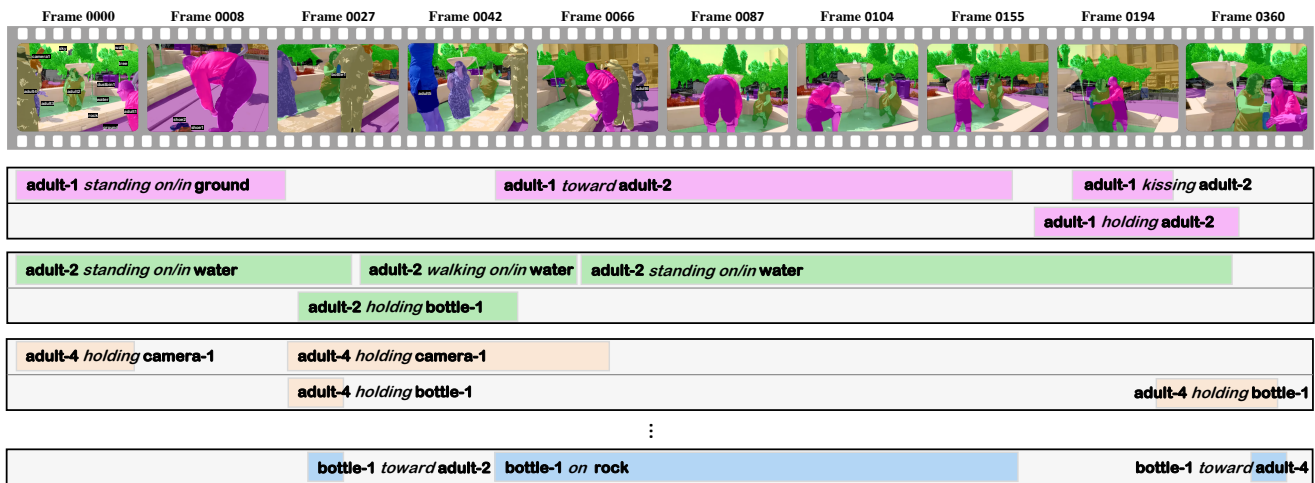 Frame 0000 Frame 0008 Frame 0027 Frame 0042 Frame 0066 Frame 0087 Frame 0104 Frame 0155 Frame 0194 Frame 0360
adult-1 standing on/in ground adult-1 toward adult-2 adult-1 kissing adult-2
adult-1 holding adult-2
adult-2 standing on/in water adult-2 walking on/in water adult-2 standing on/in water
adult-2 holding bottle-1
adult-4 holding camera-1 adult-4 holding camera-1
adult-4 holding bottle-1 adult-4 holding bottle-1
⋮
bottle-1 toward adult-2 bottle-1 on rock bottle-1 toward adult-4